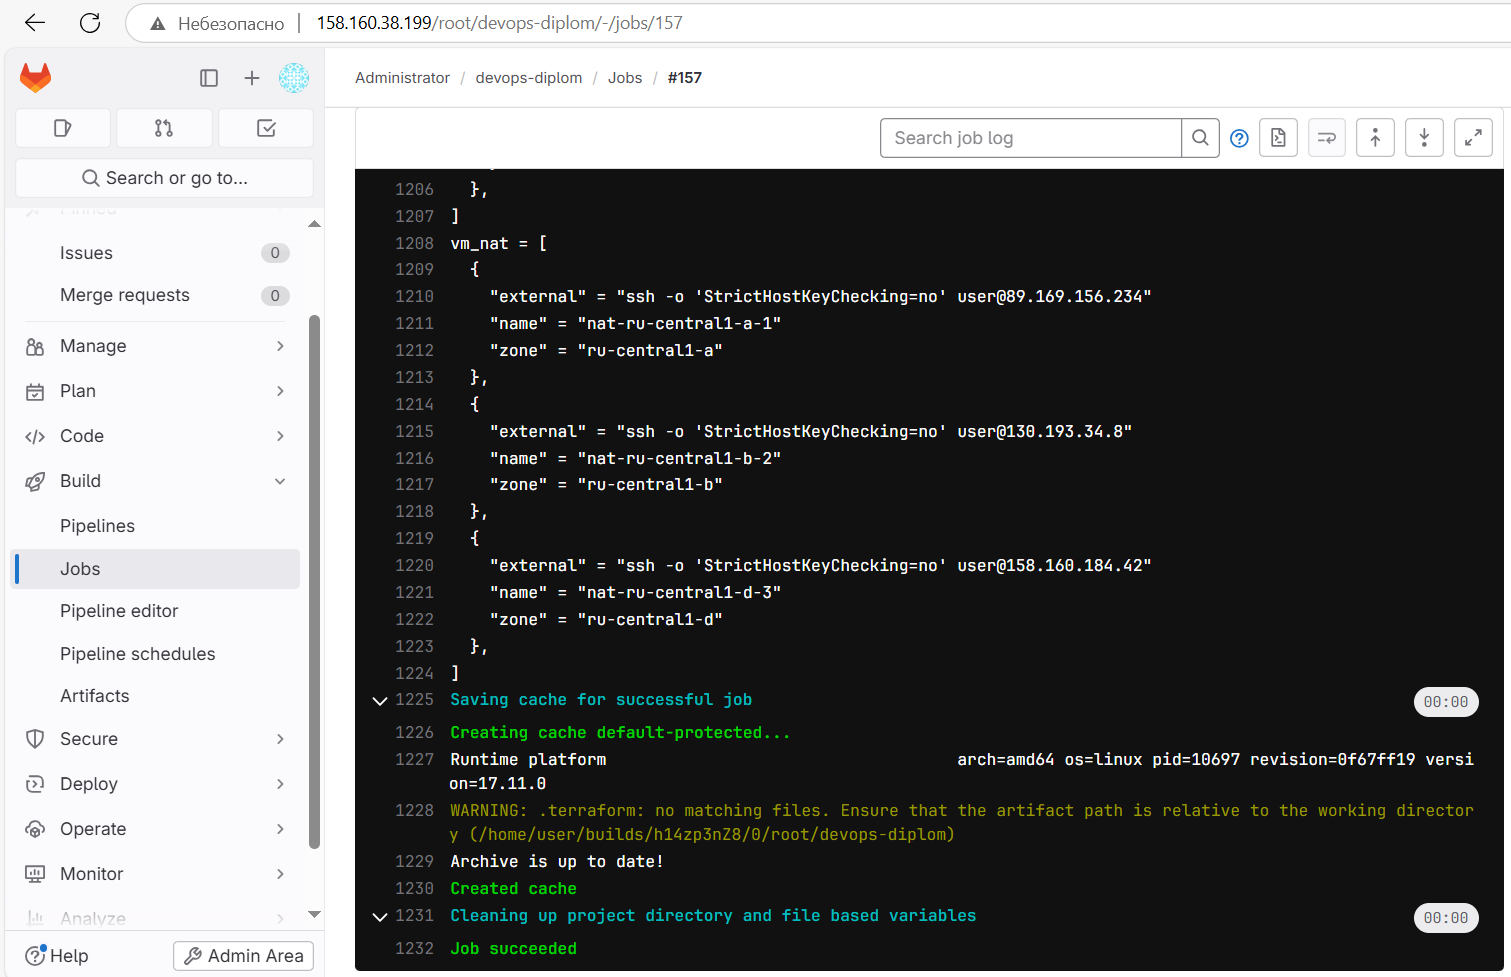 Небезопасно 158.160.38.199/root/devops-diplom/-/jobs/157
Administrator / devops-diplom / Jobs / #157
Search or go to...
Pinned
Issues 0
Merge requests 0
Manage
Plan
Code
Build
Pipelines
Jobs
Pipeline editor
Pipeline schedules
Artifacts
Secure
Deploy
Operate
Monitor
Analyze
Help
Admin Area
Search job log
1206 },
1207 ]
1208 vm_nat = [
1209 {
1210 "external" = "ssh -o 'StrictHostKeyChecking=no' user@89.169.156.234"
1211 "name" = "nat-ru-central1-a-1"
1212 "zone" = "ru-central1-a"
1213 },
1214 {
1215 "external" = "ssh -o 'StrictHostKeyChecking=no' user@130.193.34.8"
1216 "name" = "nat-ru-central1-b-2"
1217 "zone" = "ru-central1-b"
1218 },
1219 {
1220 "external" = "ssh -o 'StrictHostKeyChecking=no' user@158.160.184.42"
1221 "name" = "nat-ru-central1-d-3"
1222 "zone" = "ru-central1-d"
1223 },
1224 ]
1225 Saving cache for successful job 00:00
1226 Creating cache default-protected...
1227 Runtime platform arch=amd64 os=linux pid=10697 revision=0f67ff19 versi
on=17.11.0
1228 WARNING: .terraform: no matching files. Ensure that the artifact path is relative to the working director
y (/home/user/builds/h14zp3nZ8/0/root/devops-diplom)
1229 Archive is up to date!
1230 Created cache
1231 Cleaning up project directory and file based variables 00:00
1232 Job succeeded